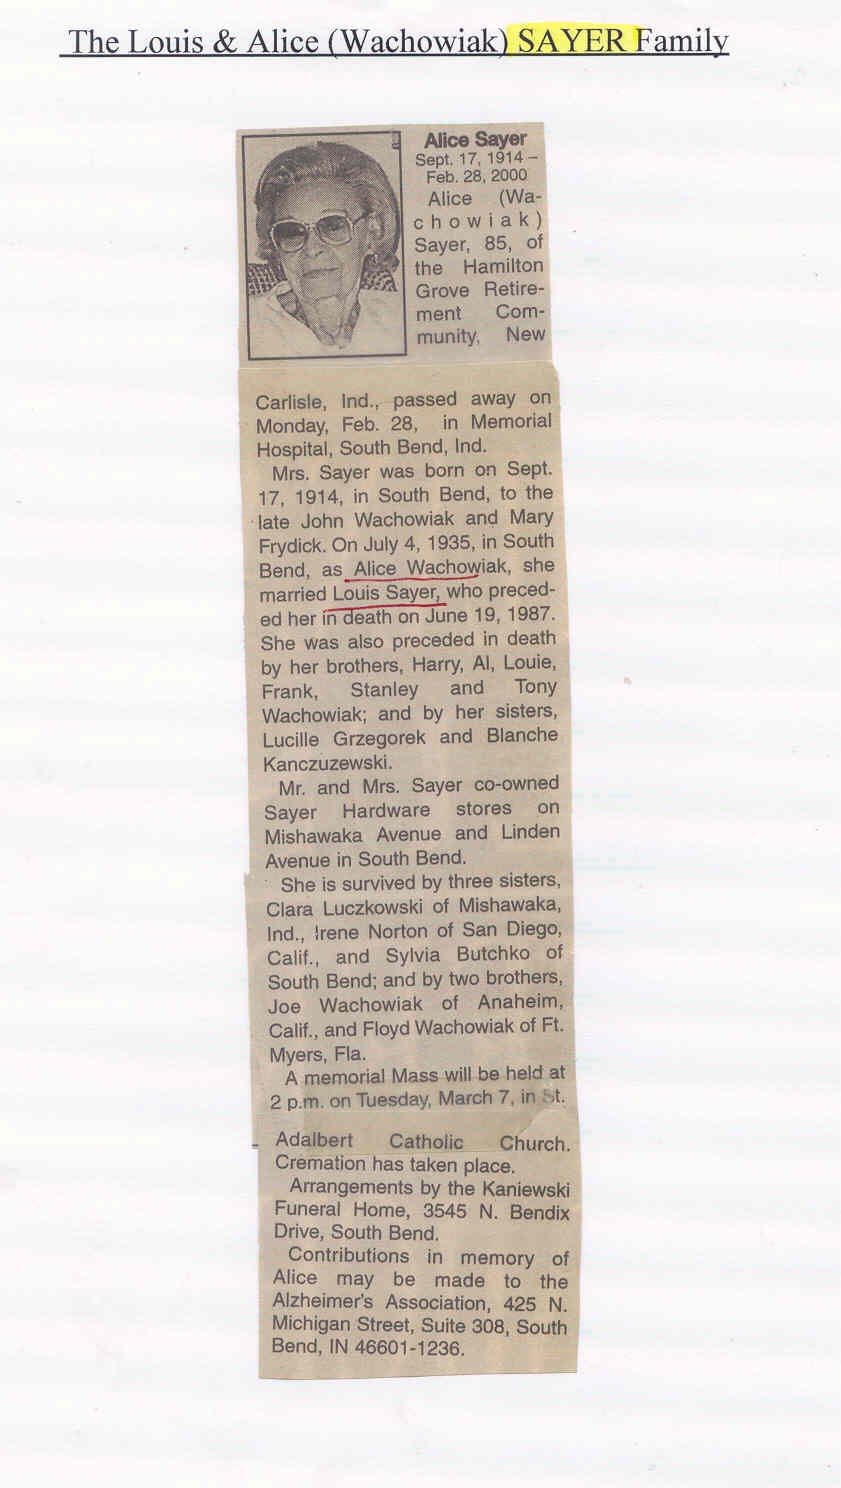 The Louis & Alice (Wachowiak) SAYER Family
Alice Sayer
Sept. 17, 1914 –
Feb. 28, 2000
Alice (Wa-
chowiak)
Sayer, 85, of
the Hamilton
Grove Retire-
ment Com-
munity, New
Carlisle, Ind., passed away on
Monday, Feb. 28, in Memorial
Hospital, South Bend, Ind.
Mrs. Sayer was born on Sept.
17, 1914, in South Bend, to the
late John Wachowiak and Mary
Frydick. On July 4, 1935, in South
Bend, as Alice Wachowiak, she
married Louis Sayer, who preced-
ed her in death on June 19, 1987.
She was also preceded in death
by her brothers, Harry, Al, Louie,
Frank, Stanley and Tony
Wachowiak; and by her sisters,
Lucille Grzegorek and Blanche
Kanczuzewski.
Mr. and Mrs. Sayer co-owned
Sayer Hardware stores on
Mishawaka Avenue and Linden
Avenue in South Bend.
She is survived by three sisters,
Clara Luczkowski of Mishawaka,
Ind., Irene Norton of San Diego,
Calif., and Sylvia Butchko of
South Bend; and by two brothers,
Joe Wachowiak of Anaheim,
Calif., and Floyd Wachowiak of Ft.
Myers, Fla.
A memorial Mass will be held at
2 p.m. on Tuesday, March 7, in St.
Adalbert Catholic Church.
Cremation has taken place.
Arrangements by the Kaniewski
Funeral Home, 3545 N. Bendix
Drive, South Bend.
Contributions in memory of
Alice may be made to the
Alzheimer's Association, 425 N.
Michigan Street, Suite 308, South
Bend, IN 46601-1236.